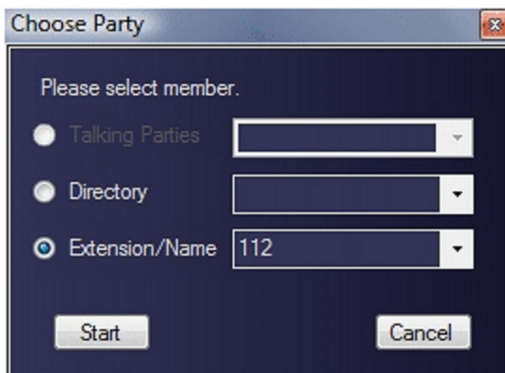 Choose Party
Please select member.
Talking Parties
Directory
Extension/Name 112
Start Cancel